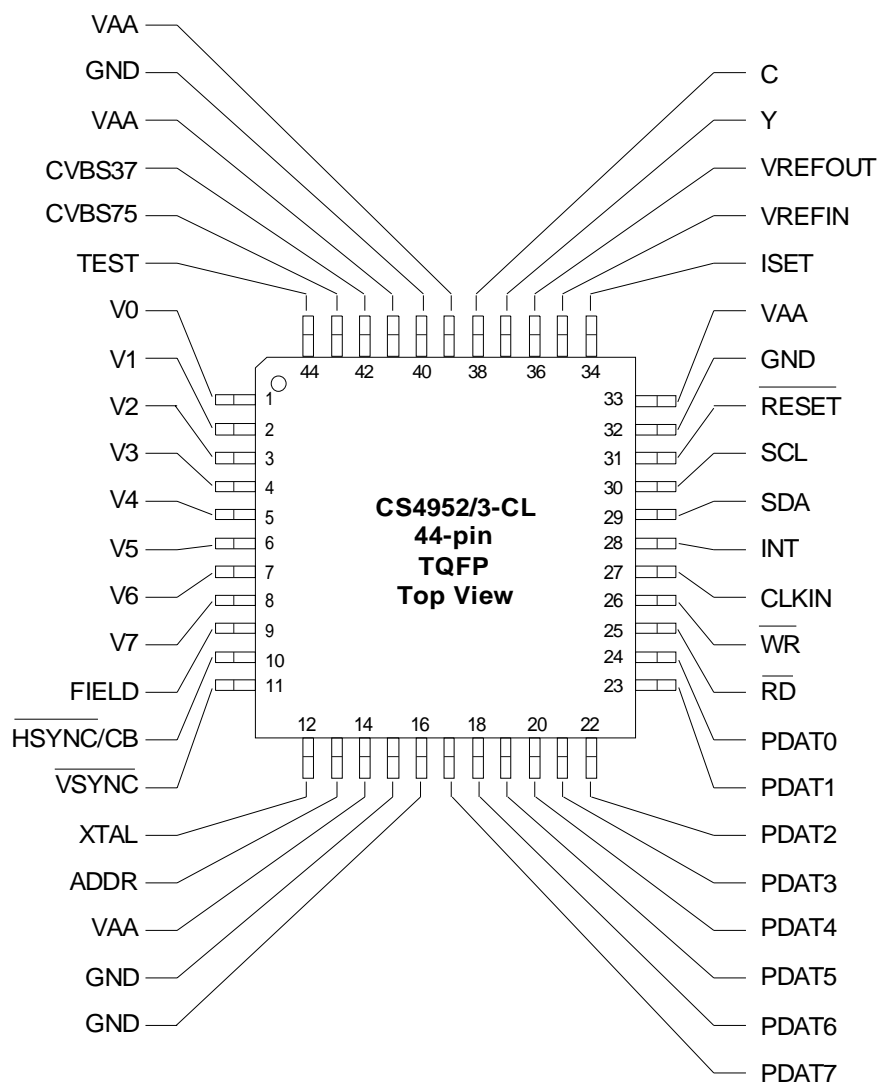 VAA
GND
VAA
CVBS37
CVBS75
TEST
V0
V1
V2
V3
V4
V5
V6
V7
FIELD
HSYNC/CB
VSYNC
XTAL
ADDR
VAA
GND
GND
C
Y
VREFOUT
VREFIN
ISET
VAA
GND
RESET
SCL
SDA
INT
CLKIN
WR
RD
PDAT0
PDAT1
PDAT2
PDAT3
PDAT4
PDAT5
PDAT6
PDAT7
44 42 40 38 36 34
1
2
3
4
5
6
7
8
9
10
11
33
32
31
30
29
28
27
26
25
24
23
12 14 16 18 20 22
CS4952/3-CL
44-pin
TQFP
Top View